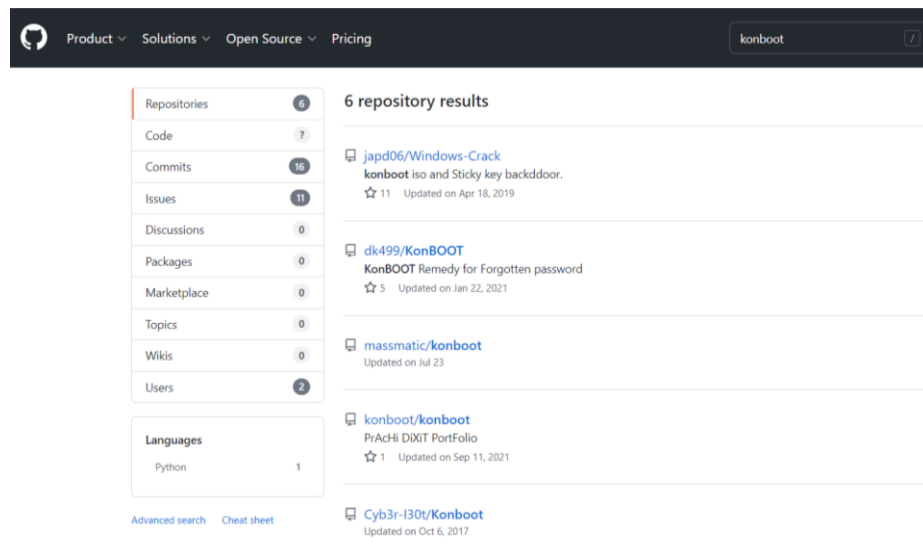 Product Solutions Open Source Pricing
konboot /
Repositories 6
Code ?
Commits 16
Issues 11
Discussions 0
Packages 0
Marketplace 0
Topics 0
Wikis 0
Users 2
Languages
Python 1
Advanced search Cheat sheet
6 repository results
japd06/Windows-Crack
konboot iso and Sticky key backddoor.
11 Updated on Apr 18, 2019
dk499/KonBOOT
KonBOOT Remedy for Forgotten password
5 Updated on Jan 22, 2021
massmatic/konboot
Updated on Jul 23
konboot/konboot
PrAcHi DiXiT PortFolio
1 Updated on Sep 11, 2021
Cyb3r-l30t/Konboot
Updated on Oct 6, 2017